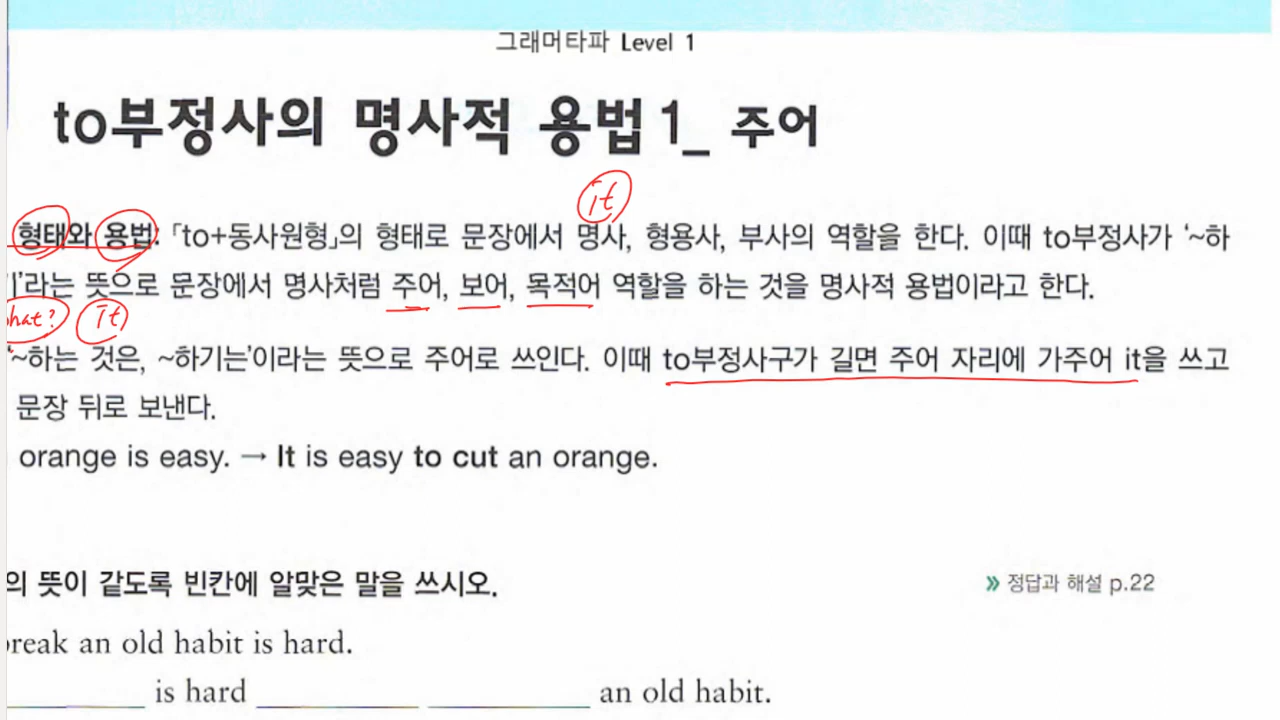 그래머타파 Level 1
to부정사의 명사적 용법 1_ 주어
it
형태와 용법: 「to+동사원형」의 형태로 문장에서 명사, 형용사, 부사의 역할을 한다. 이때 to부정사가 ‘~하
기’라는 뜻으로 문장에서 명사처럼 주어, 보어, 목적어 역할을 하는 것을 명사적 용법이라고 한다.
hat? it
‘~하는 것은, ~하기는’이라는 뜻으로 주어로 쓰인다. 이때 to부정사구가 길면 주어 자리에 가주어 it을 쓰고
문장 뒤로 보낸다.
orange is easy. → It is easy to cut an orange.
의 뜻이 같도록 빈칸에 알맞은 말을 쓰시오.
» 정답과 해설 p.22
reak an old habit is hard.
is hard an old habit.